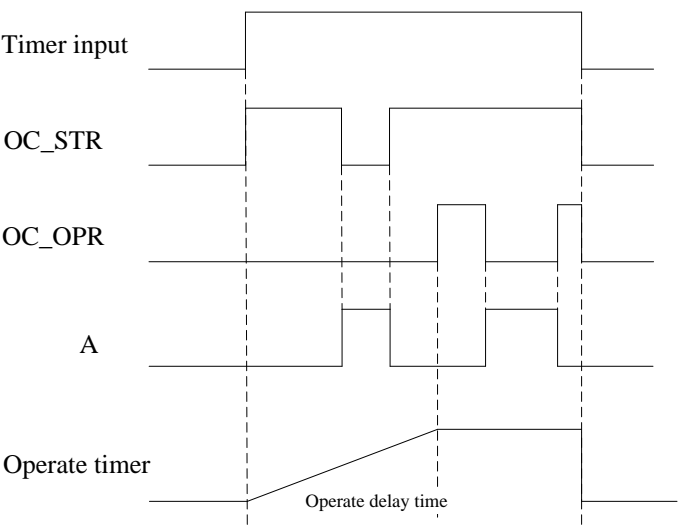 Timer input
OC_STR
OC_OPR
A
Operate timer
Operate delay time